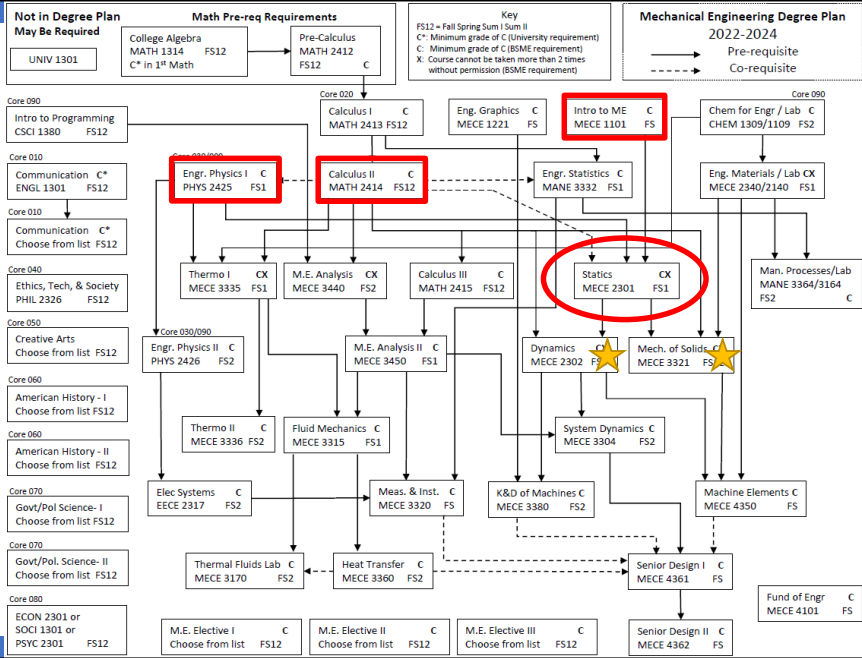 Not in Degree Plan
May Be Required
UNIV 1301
Math Pre-req Requirements
College Algebra
MATH 1314 FS12
C* in 1st Math
Pre-Calculus
MATH 2412
FS12 C
Key
FS12 = Fall Spring Sum I Sum II
C*: Minimum grade of C (University requirement)
C: Minimum grade of C (BSME requirement)
X: Course cannot be taken more than 2 times
without permission (BSME requirement)
Mechanical Engineering Degree Plan
2022-2024
Pre-requisite
Co-requisite
Core 090
Intro to Programming
CSCI 1380 FS12
Core 020
Calculus I C
MATH 2413 FS12
Eng. Graphics C
MECE 1221 FS
Intro to ME C
MECE 1101 FS
Core 090
Chem for Engr / Lab C
CHEM 1309/1109 FS2
Core 010
Communication C*
ENGL 1301 FS12
Engr. Physics I C
PHYS 2425 FS1
Calculus II C
MATH 2414 FS12
Engr. Statistics C
MANE 3332 FS1
Eng. Materials / Lab CX
MECE 2340/2140 FS1
Core 010
Communication C*
Choose from list FS12
Core 040
Ethics, Tech, & Society
PHIL 2326 FS12
Thermo I CX
MECE 3335 FS1
M.E. Analysis CX
MECE 3440 FS2
Calculus III C
MATH 2415 FS12
Statics CX
MECE 2301 FS1
Man. Processes/Lab
MANE 3364/3164
FS2 C
Core 050
Creative Arts
Choose from list FS12
Core 030/090
Engr. Physics II C
PHYS 2426 FS2
M.E. Analysis II C
MECE 3450 FS1
Dynamics
MECE 2302
Mech. of Solids
MECE 3321
Core 060
American History - I
Choose from list FS12
Core 060
American History - II
Choose from list FS12
Thermo II C
MECE 3336 FS2
Fluid Mechanics C
MECE 3315 FS1
System Dynamics C
MECE 3304 FS2
Core 070
Govt/Pol Science- I
Choose from list FS12
Elec Systems C
EECE 2317 FS2
Meas. & Inst. C
MECE 3320 FS
K&D of Machines C
MECE 3380 FS2
Machine Elements C
MECE 4350 FS
Core 070
Govt/Pol. Science- II
Choose from list FS12
Thermal Fluids Lab C
MECE 3170 FS2
Heat Transfer C
MECE 3360 FS2
Senior Design I C
MECE 4361 FS
Core 080
ECON 2301 or
SOCI 1301 or
PSYC 2301 FS12
M.E. Elective I C
Choose from list FS12
M.E. Elective II C
Choose from list FS12
M.E. Elective III C
Choose from list FS12
Senior Design II C
MECE 4362 FS
Fund of Engr C
MECE 4101 FS